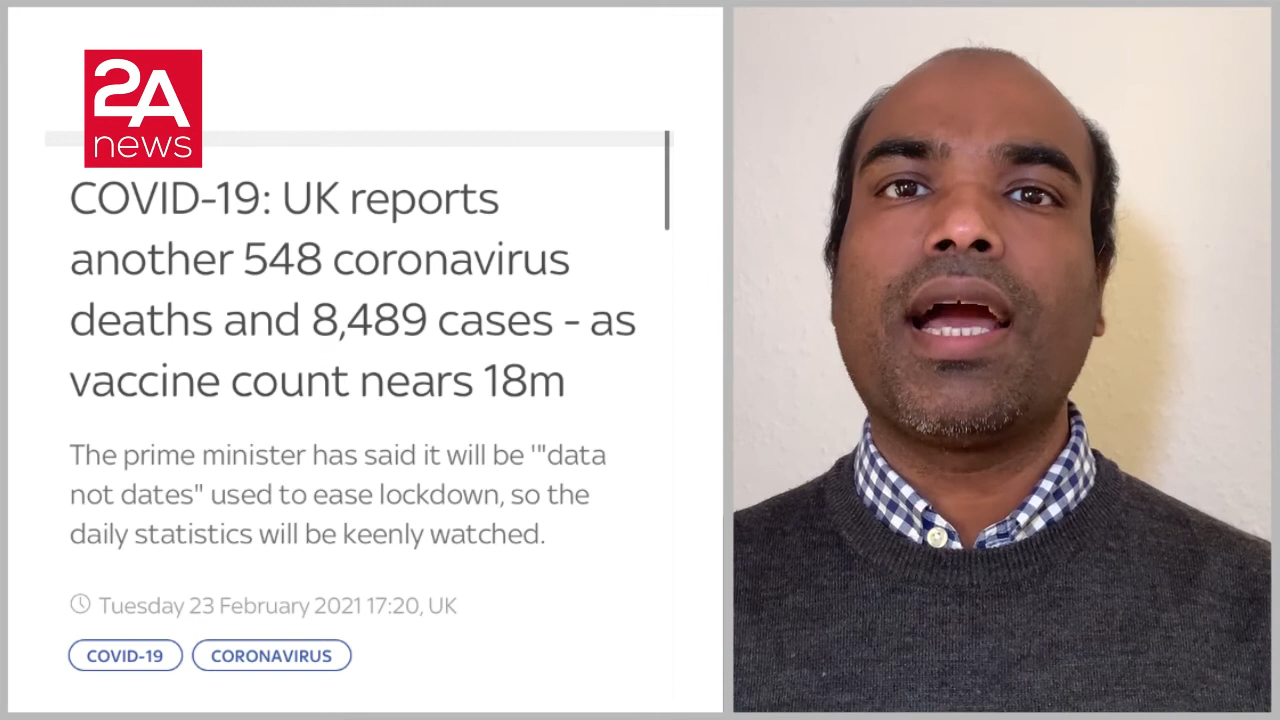 2A
news
COVID-19: UK reports
another 548 coronavirus
deaths and 8,489 cases - as
vaccine count nears 18m
The prime minister has said it will be '"data
not dates" used to ease lockdown, so the
daily statistics will be keenly watched.
Tuesday 23 February 2021 17:20, UK
COVID-19 CORONAVIRUS